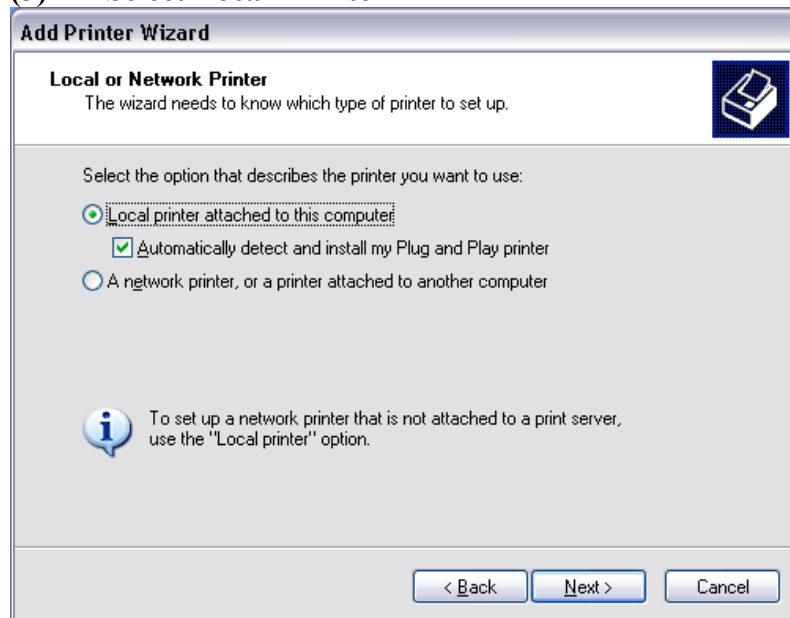 Add Printer Wizard
Local or Network Printer
The wizard needs to know which type of printer to set up.
Select the option that describes the printer you want to use:
Local printer attached to this computer
Automatically detect and install my Plug and Play printer
A network printer, or a printer attached to another computer
To set up a network printer that is not attached to a print server,
use the "Local printer" option.
< Back
Next >
Cancel